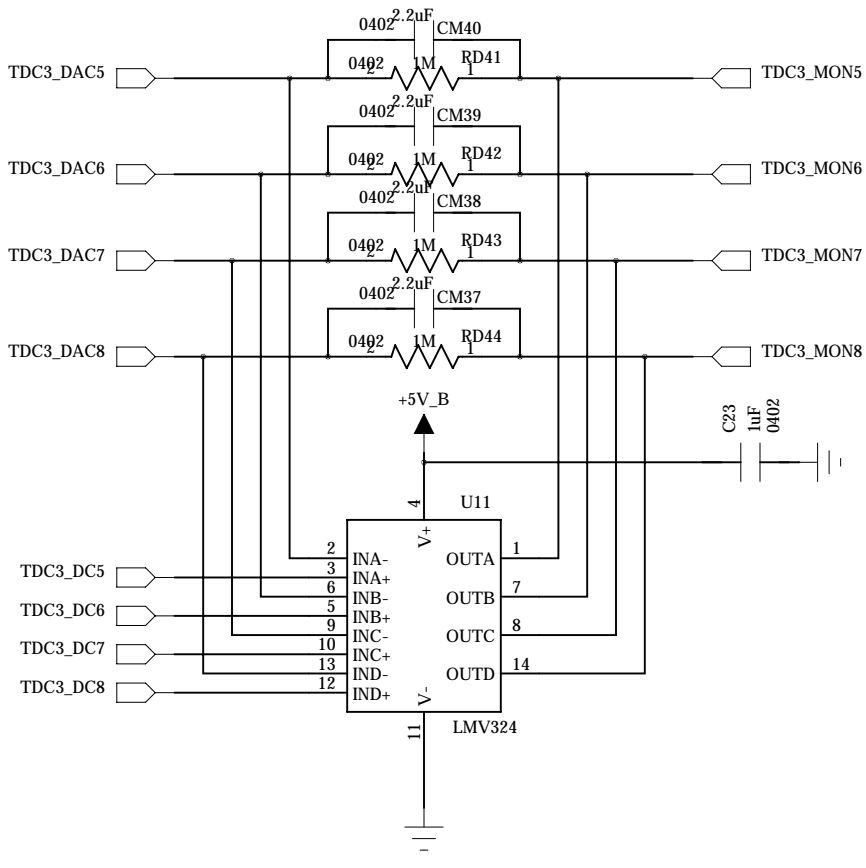 2.2uF
0402 CM40
TDC3_DAC5 0402 2 1M 1 RD41 TDC3_MON5
2.2uF
0402 CM39
TDC3_DAC6 0402 2 1M 1 RD42 TDC3_MON6
2.2uF
0402 CM38
TDC3_DAC7 0402 2 1M 1 RD43 TDC3_MON7
2.2uF
0402 CM37
TDC3_DAC8 0402 2 1M 1 RD44 TDC3_MON8
+5V_B
C23
1uF
0402
4 U11
V+
2 INA- OUTA 1
TDC3_DC5 3 INA+
6 INB- OUTB 7
TDC3_DC6 5 INB+
9 INC- OUTC 8
TDC3_DC7 10 INC+
13 IND- OUTD 14
TDC3_DC8 12 IND+
V-
11 LMV324